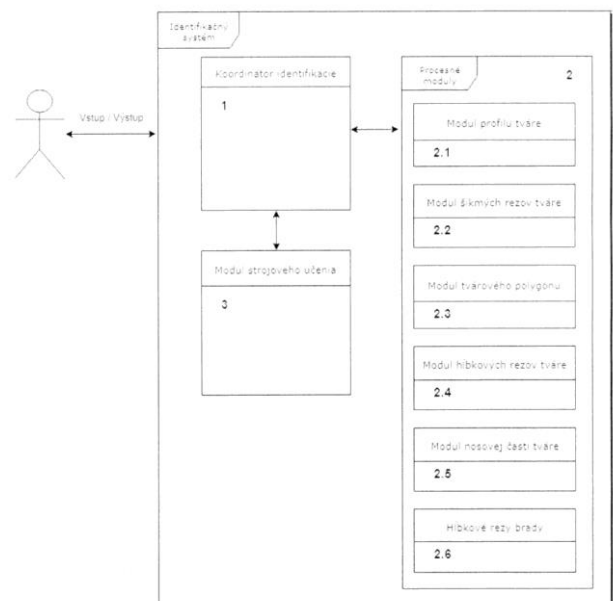 Identifikačný
systém
Koordinátor identifikácie
1
Procesné
moduly
2
Vstup / Výstup
Modul profilu tváre
2.1
Modul šikmých rezov tváre
2.2
Modul strojového učenia
3
Modul tvárového polygonu
2.3
Modul hĺbkových rezov tváre
2.4
Modul nosovej časti tváre
2.5
Hĺbkové rezy brady
2.6